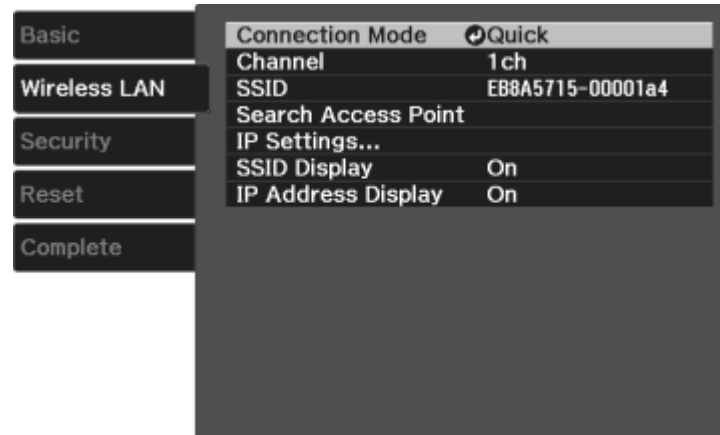 Basic
Wireless LAN
Security
Reset
Complete
Connection Mode Quick
Channel 1ch
SSID EB8A5715-00001a4
Search Access Point
IP Settings...
SSID Display On
IP Address Display On